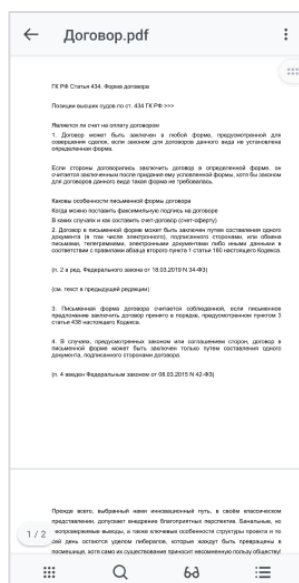 Договор.pdf
ГК РФ Статья 434. Форма договора
Позиции высших судов по ст. 434 ГК РФ >>>
Является ли счет на оплату договором
1. Договор может быть заключен в любой форме, предусмотренной для
совершения сделок, если законом для договоров данного вида не установлена
определенная форма.
Если стороны договорились заключить договор в определенной форме, он
считается заключенным после придания ему условленной формы, хотя бы законом
для договоров данного вида такая форма не требовалась.
Каковы особенности письменной формы договора
Когда можно поставить факсимильную подпись на договоре
В каких случаях и как составить счет-договор (счет-оферту)
2. Договор в письменной форме может быть заключен путем составления одного
документа (в том числе электронного), подписанного сторонами, или обмена
письмами, телеграммами, электронными документами либо иными данными в
соответствии с правилами абзаца второго пункта 1 статьи 160 настоящего Кодекса.
(п. 2 в ред. Федерального закона от 18.03.2019 N 34-ФЗ)
(см. текст в предыдущей редакции)
3. Письменная форма договора считается соблюденной, если письменное
предложение заключить договор принято в порядке, предусмотренном пунктом 3
статьи 438 настоящего Кодекса.
4. В случаях, предусмотренных законом или соглашением сторон, договор в
письменной форме может быть заключен только путем составления одного
документа, подписанного сторонами договора.
(п. 4 введен Федеральным законом от 08.03.2015 N 42-ФЗ)
Прежде всего, выбранный нами инновационный путь, в своём классическом
представлении, допускает внедрение благоприятных перспектив. Банальные, но
неопровержимые выводы, а также ключевые особенности структуры проекта и по
1 / 2
сей день остаются уделом либералов, которые жаждут быть превращены в
посмешище, хотя само их существование приносит несомненную пользу обществу!